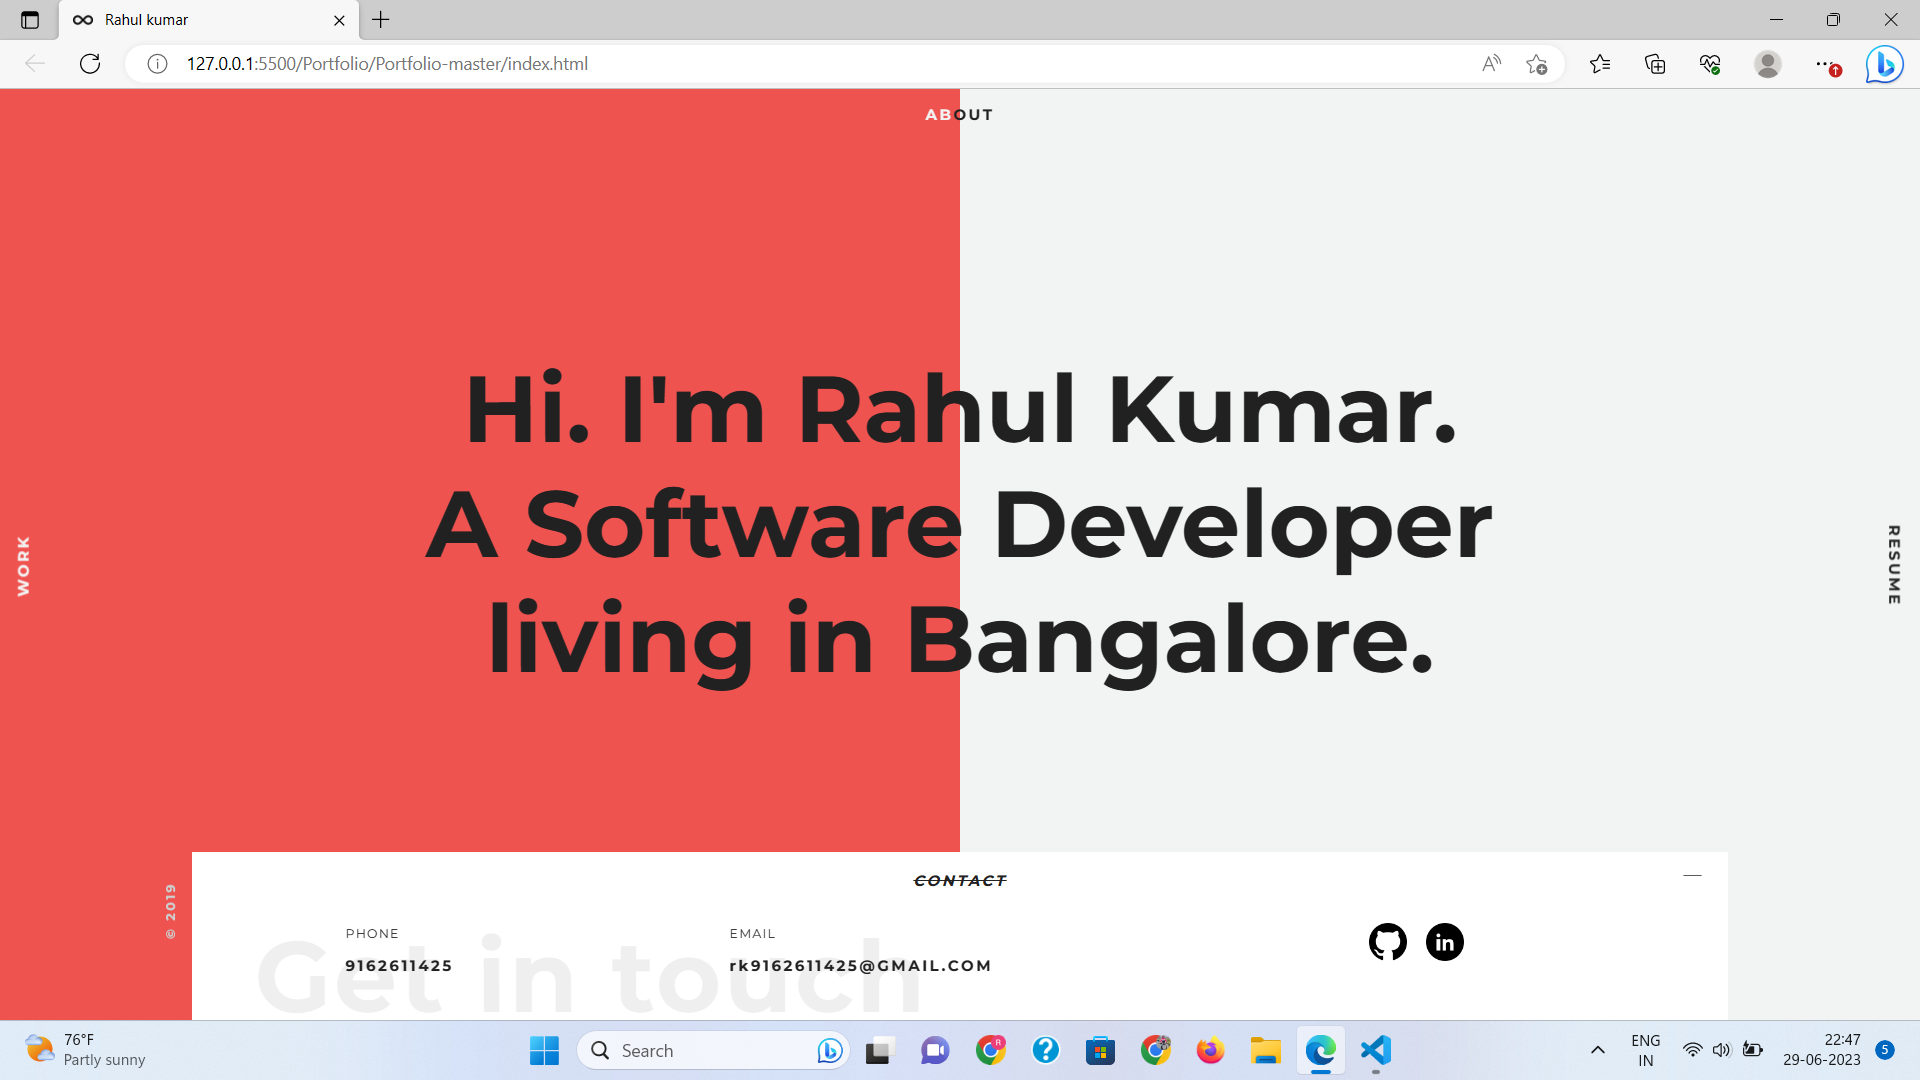 Rahul kumar
127.0.0.1:5500/Portfolio/Portfolio-master/index.html
ABOUT
Hi. I'm Rahul Kumar.
A Software Developer
living in Bangalore.
WORK
RESUME
© 2019
CONTACT
Get in touch
PHONE
9162611425
EMAIL
rk9162611425@GMAIL.COM
in
76°F
Partly sunny
Search
R
ENG
IN
22:47
29-06-2023
5